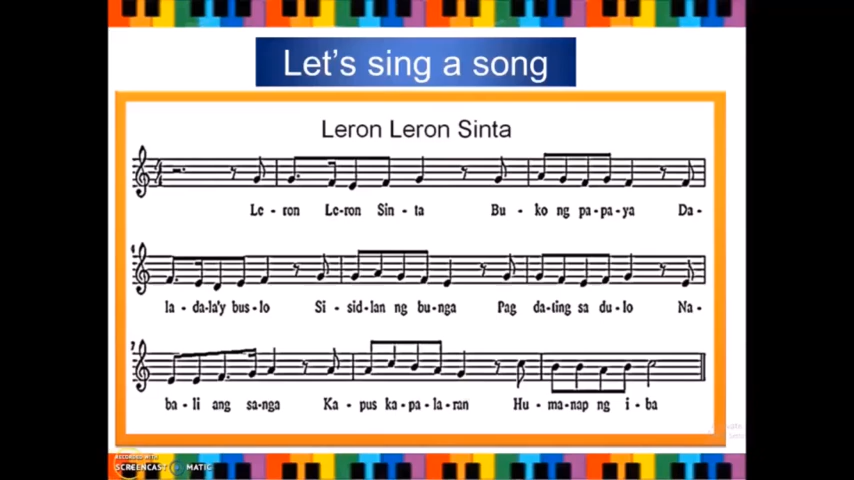 Let's sing a song
Leron Leron Sinta
Le - ron Le-ron Sin - ta Bu - ko ng pa-pa-ya Da-
la - da-la'y bus-lo Si - sid-lan ng bu-nga Pag da-ting sa du-lo Na-
ba - li ang sa-nga Ka - pus ka-pa-la-ran Hu-ma-nap ng i-ba
RECORDED WITH
SCREENCAST MATIC